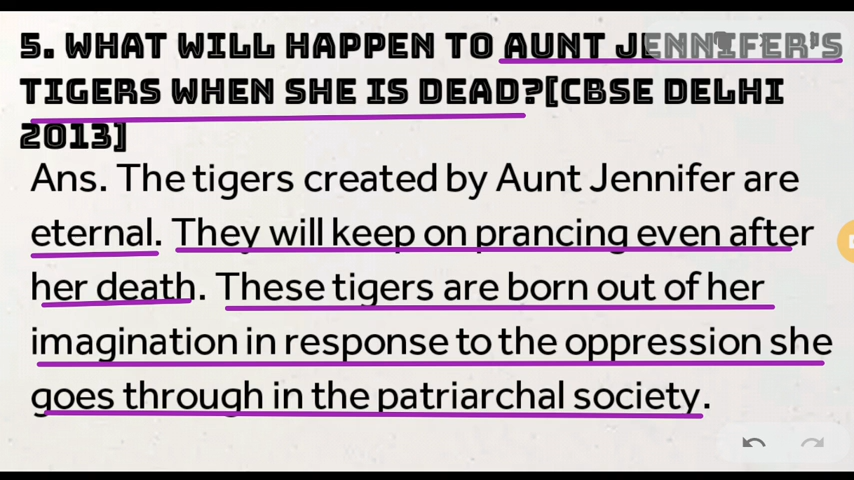 5. WHAT WILL HAPPEN TO AUNT JENNIFER'S
TIGERS WHEN SHE IS DEAD?[CBSE DELHI
2013]
Ans. The tigers created by Aunt Jennifer are
eternal. They will keep on prancing even after
her death. These tigers are born out of her
imagination in response to the oppression she
goes through in the patriarchal society.